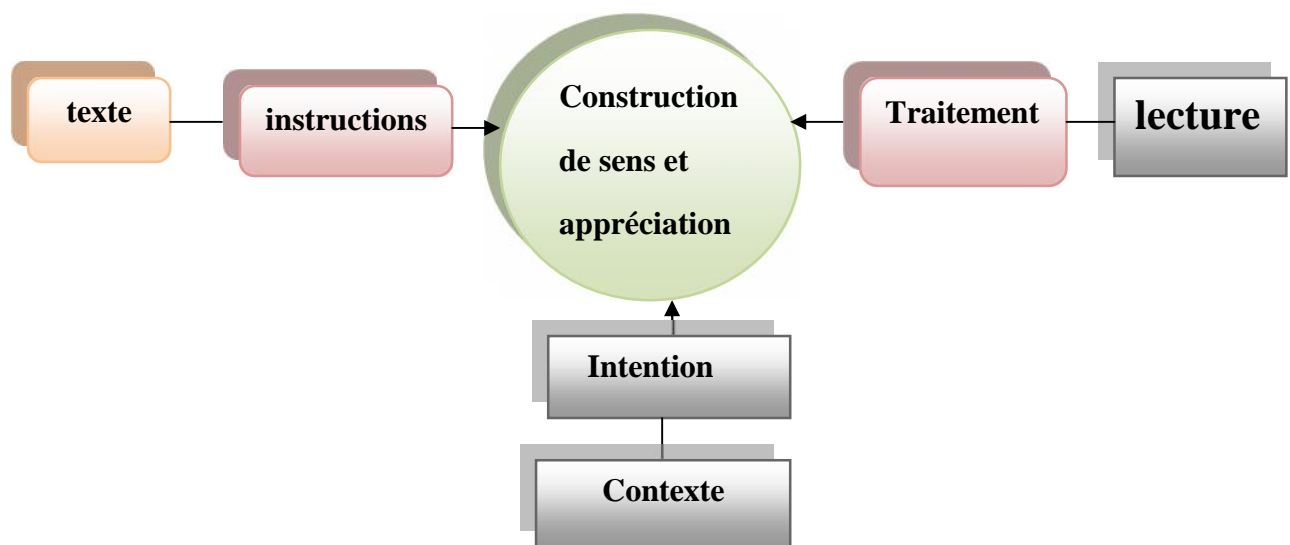 texte
instructions
Construction
de sens et
appréciation
Traitement
lecture
Intention
Contexte